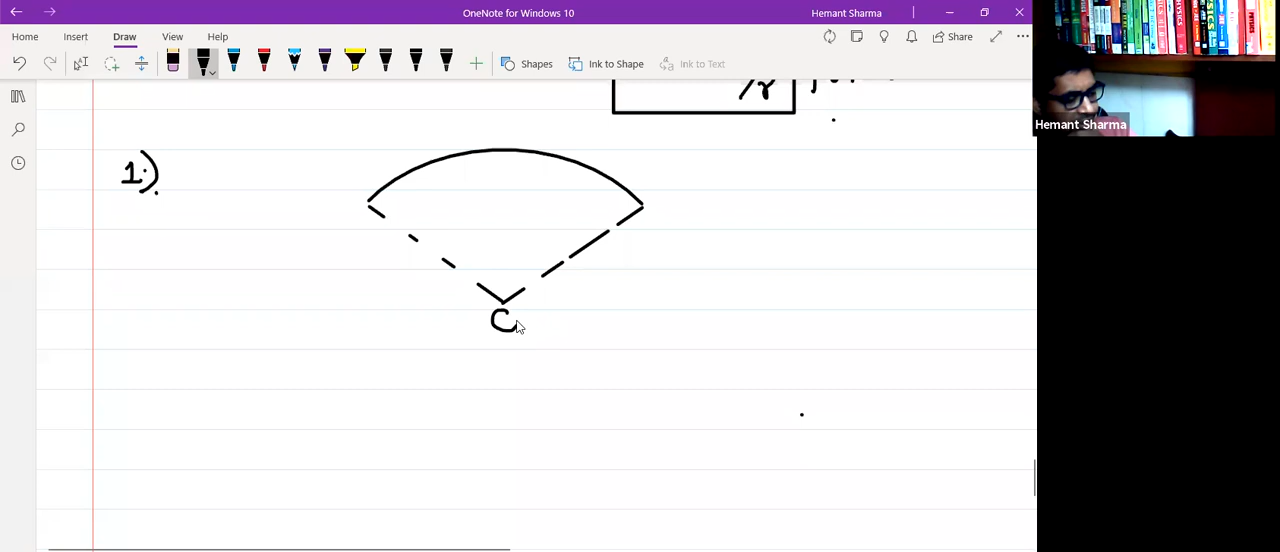 OneNote for Windows 10
Hemant Sharma
Home Insert Draw View Help
Share
Shapes
Ink to Shape
Ink to Text
Hemant Sharma
1.)
C